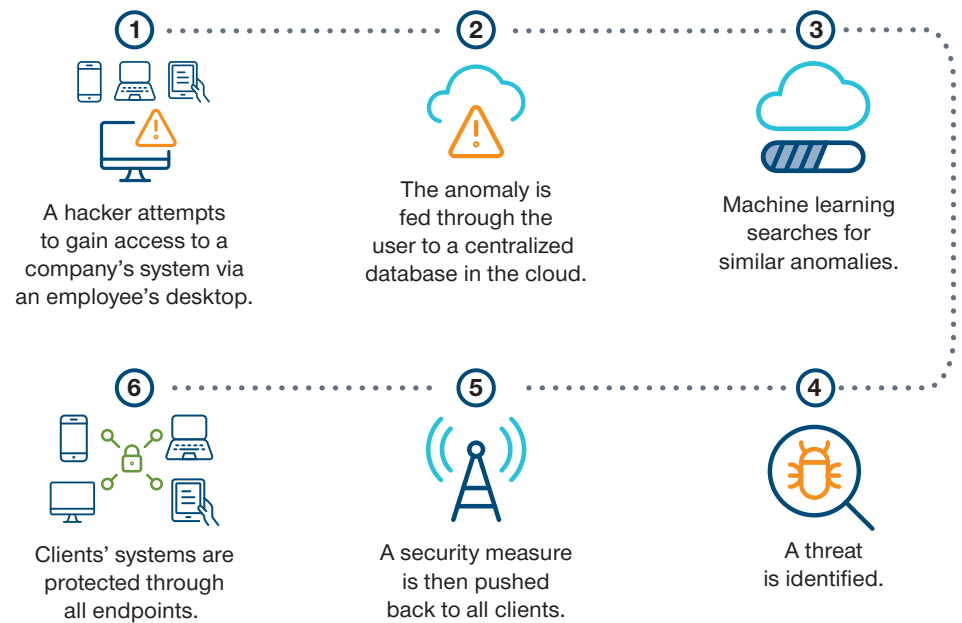 1
A hacker attempts
to gain access to a
company's system via
an employee's desktop.
2
The anomaly is
fed through the
user to a centralized
database in the cloud.
3
Machine learning
searches for
similar anomalies.
4
A threat
is identified.
5
A security measure
is then pushed
back to all clients.
6
Clients' systems are
protected through
all endpoints.